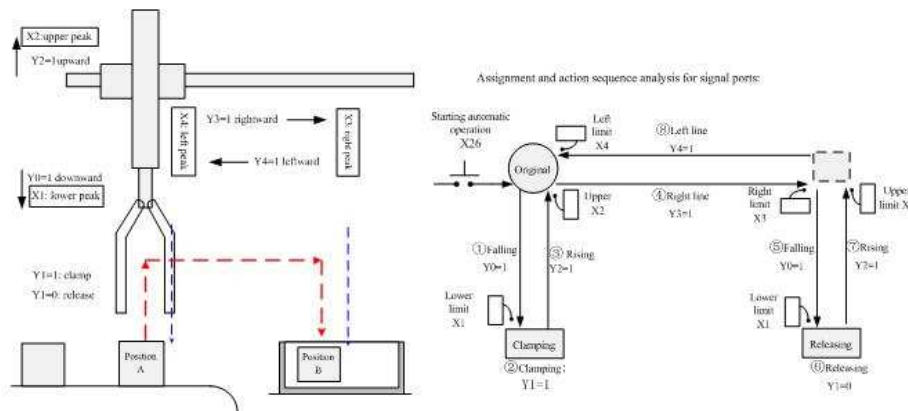 X2:upper peak
Y2=1upward
X4: left peak
Y3=1 rightward
X3: right peak
Y4=1 leftward
Y0=1 downward
X1: lower peak
Y1=1: clamp
Y1=0: release
Position
A
Position
B
Assignment and action sequence analysis for signal ports:
Starting automatic
operation
X26
Original
Left
limit
X4
⑧Left line
Y4=1
Upper
X2
④Right line
Y3=1
Right
limit
X3
Upper
limit X
①Falling
Y0=1
③ Rising
Y2=1
⑤Falling
Y0=1
⑦Rising
Y2=1
Lower
limit
X1
Clamping
②Clamping:
Y1=1
Lower
limit
X1
Releasing
⑥Releasing
Y1=0